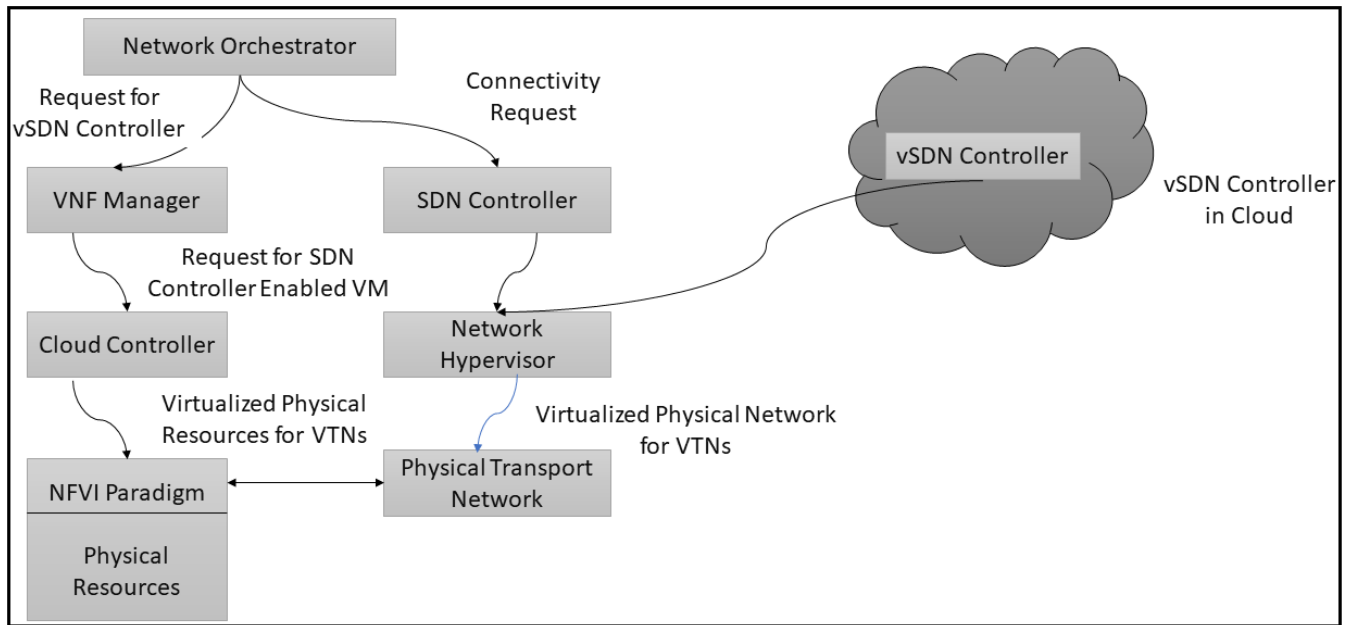 Network Orchestrator
Request for
vSDN Controller
Connectivity
Request
vSDN Controller
vSDN Controller
in Cloud
VNF Manager
SDN Controller
Request for SDN
Controller Enabled VM
Cloud Controller
Network
Hypervisor
Virtualized Physical
Resources for VTNs
Virtualized Physical Network
for VTNs
NFVI Paradigm
Physical Transport
Network
Physical
Resources